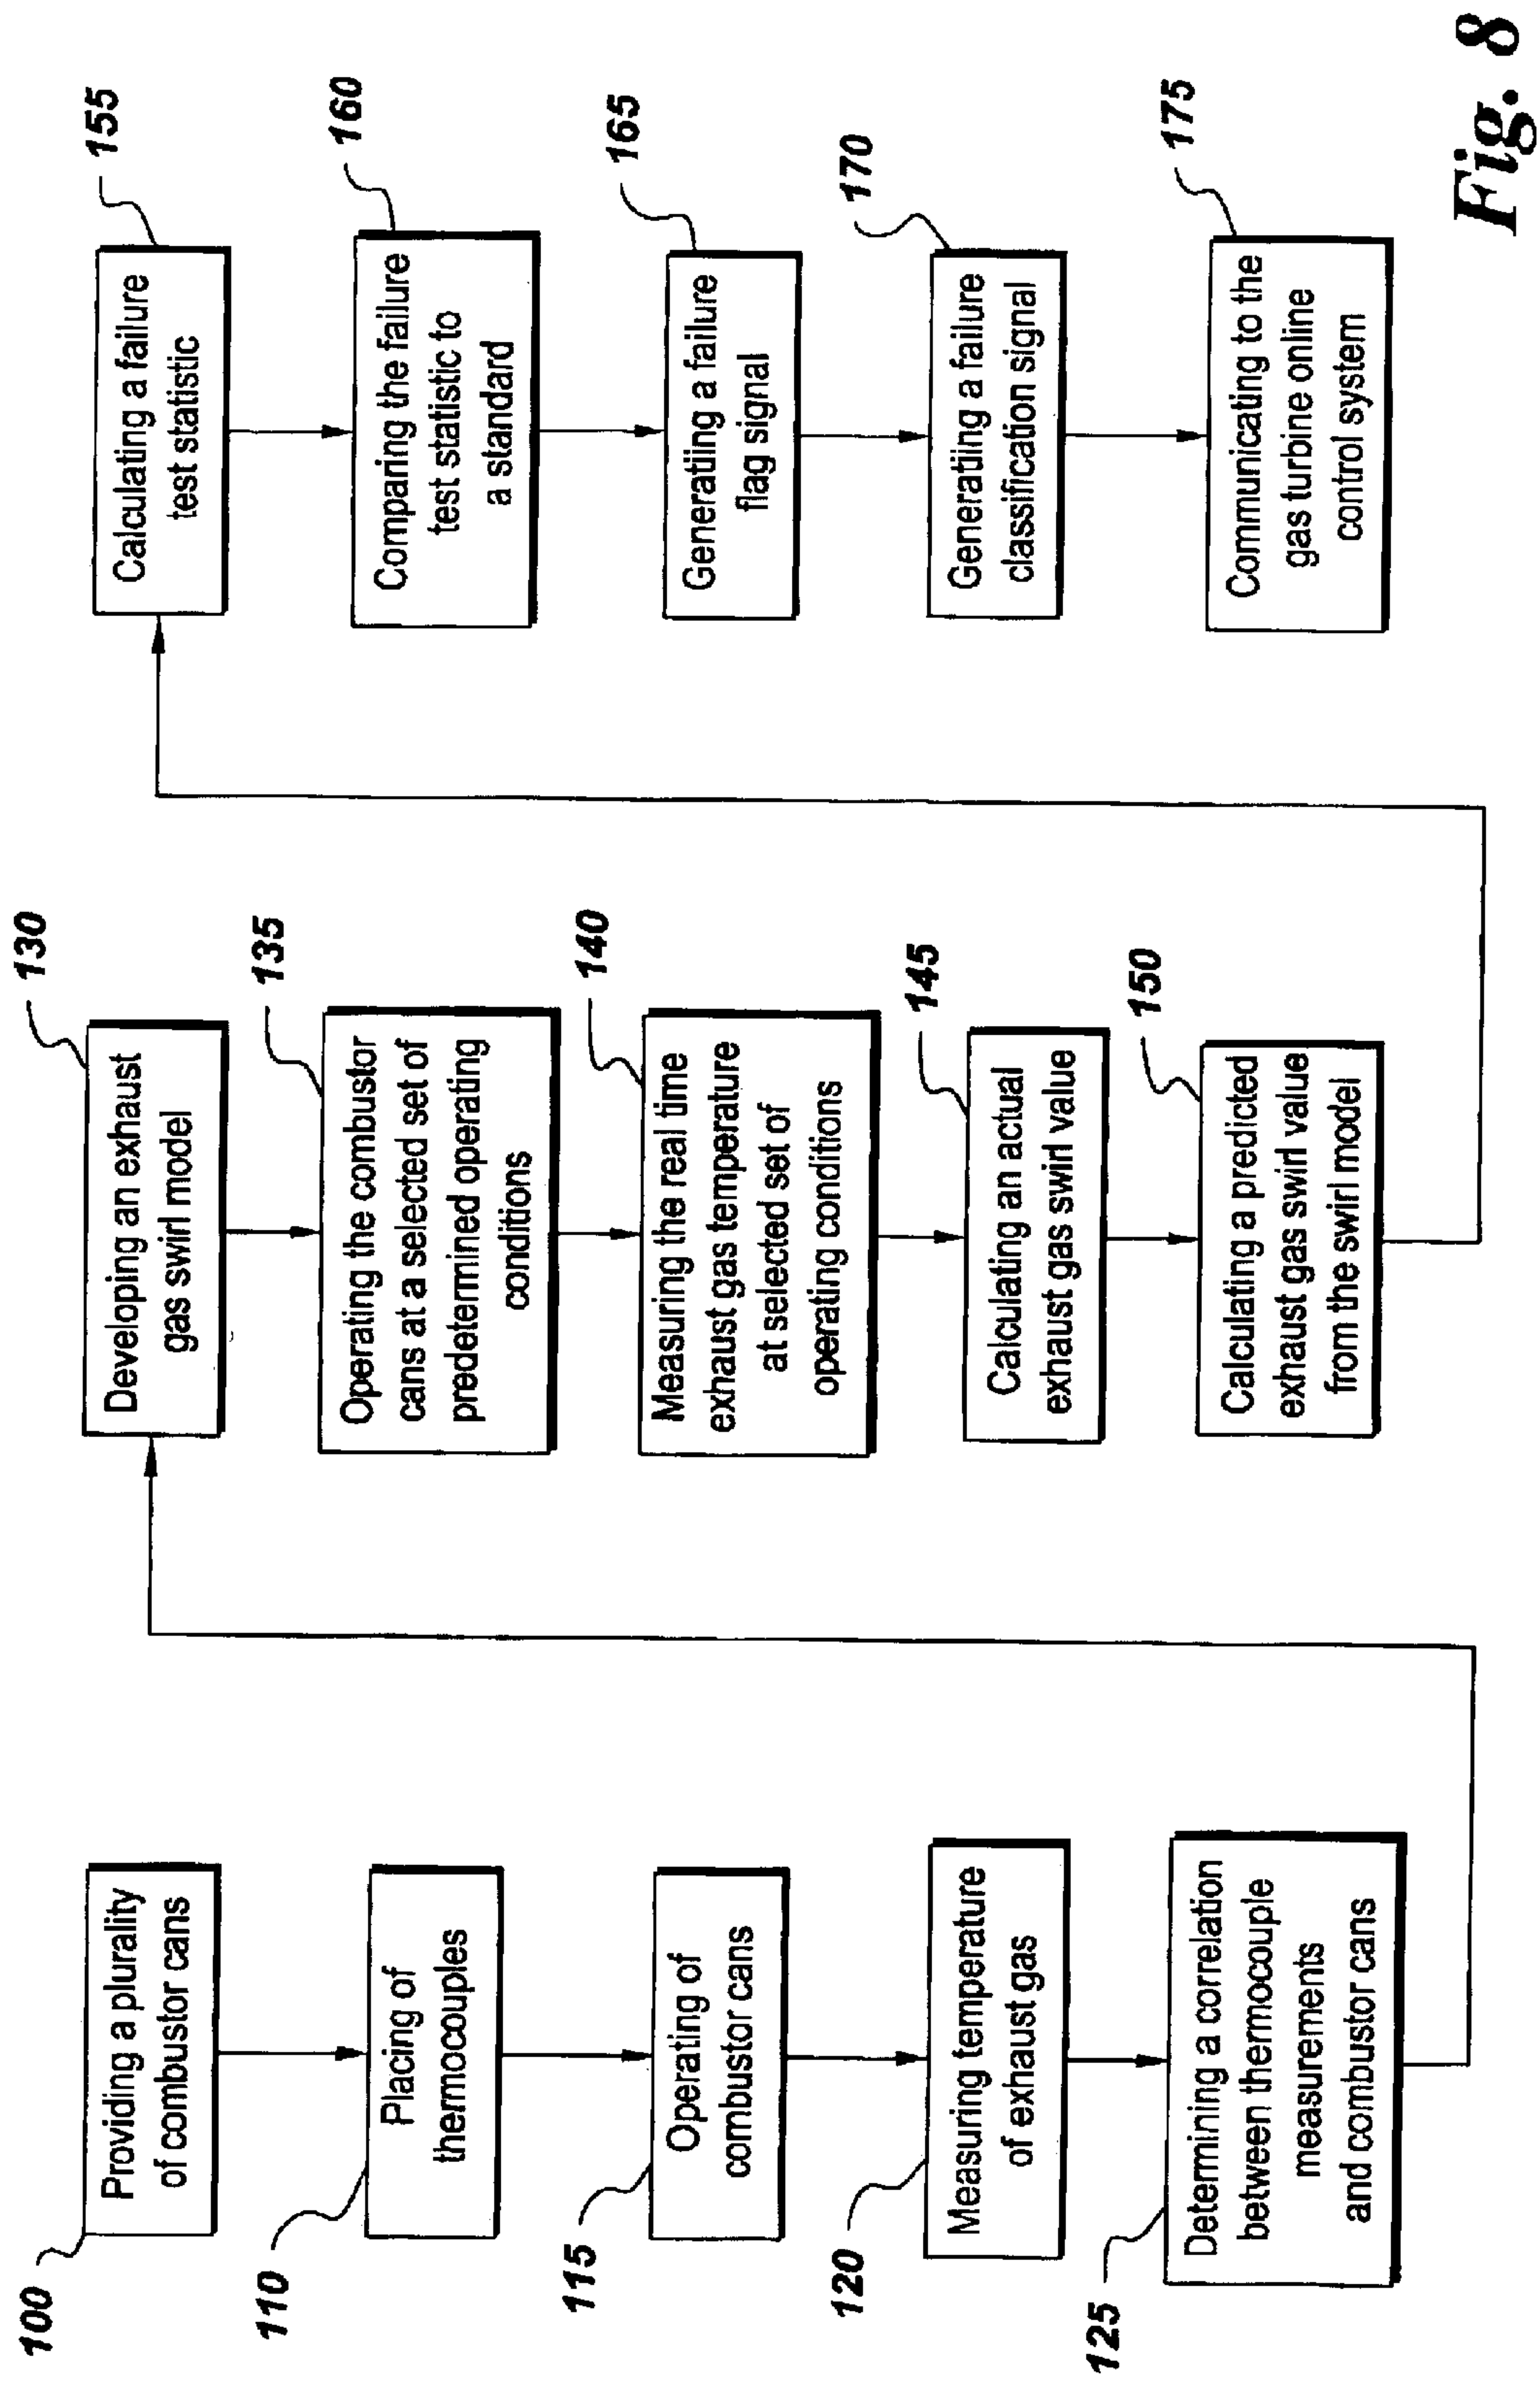 100
Providing a plurality
of combustor cans
110
Placing of
thermocouples
115
Operating of
combustor cans
120
Measuring temperature
of exhaust gas
125
Determining a correlation
between thermocouple
measurements
and combustor cans
130
Developing an exhaust
gas swirl model
135
Operating the combustor
cans at a selected set of
predetermined operating
conditions
140
Measuring the real time
exhaust gas temperature
at selected set of
operating conditions
145
Calculating an actual
exhaust gas swirl value
150
Calculating a predicted
exhaust gas swirl value
from the swirl model
155
Calculating a failure
test statistic
160
Comparing the failure
test statistic to
a standard
165
Generatiing a failure
flag signal
170
Generatiing a failure
classification signal
175
Communicating to the
gas turbine online
control system
Fig. 8